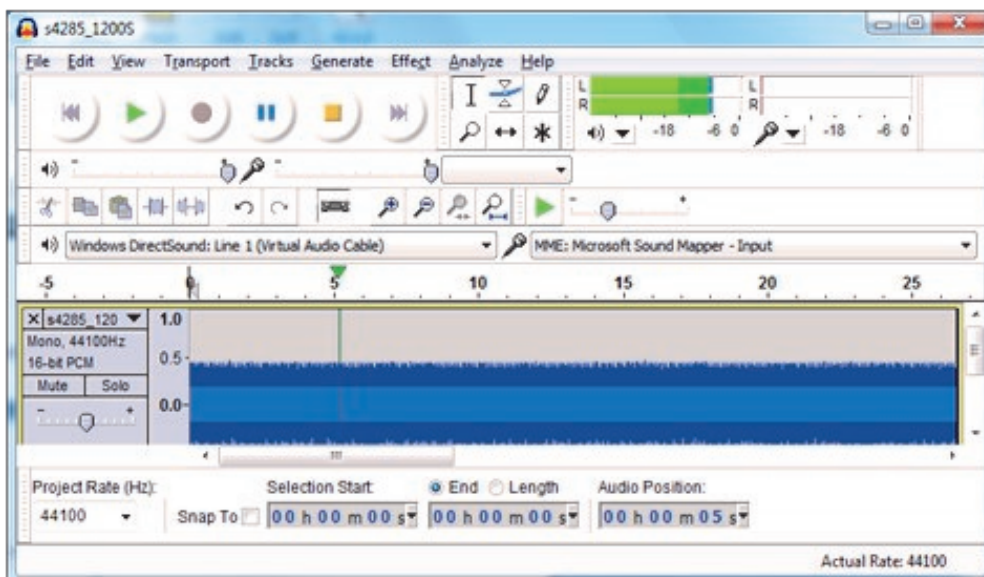 s4285_1200S
File Edit View Transport Tracks Generate Effect Analyze Help
L
R
-18 -6 0
L
R
-18 -6 0
Windows DirectSound: Line 1 (Virtual Audio Cable) MME: Microsoft Sound Mapper - Input
-5 0 5 10 15 20 25
X s4285_120 1.0
Mono, 44100Hz
16-bit PCM 0.5
Mute Solo
- + 0.0
Project Rate (Hz): Selection Start: End Length Audio Position:
44100 Snap To 00 h 00 m 00 s 00 h 00 m 00 s 00 h 00 m 05 s
Actual Rate: 44100